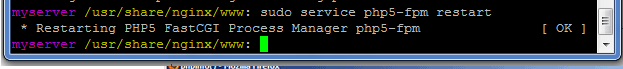 myserver /usr/share/nginx/www: sudo service php5-fpm restart
 * Restarting PHP5 FastCGI Process Manager php5-fpm [ OK ]
myserver /usr/share/nginx/www: